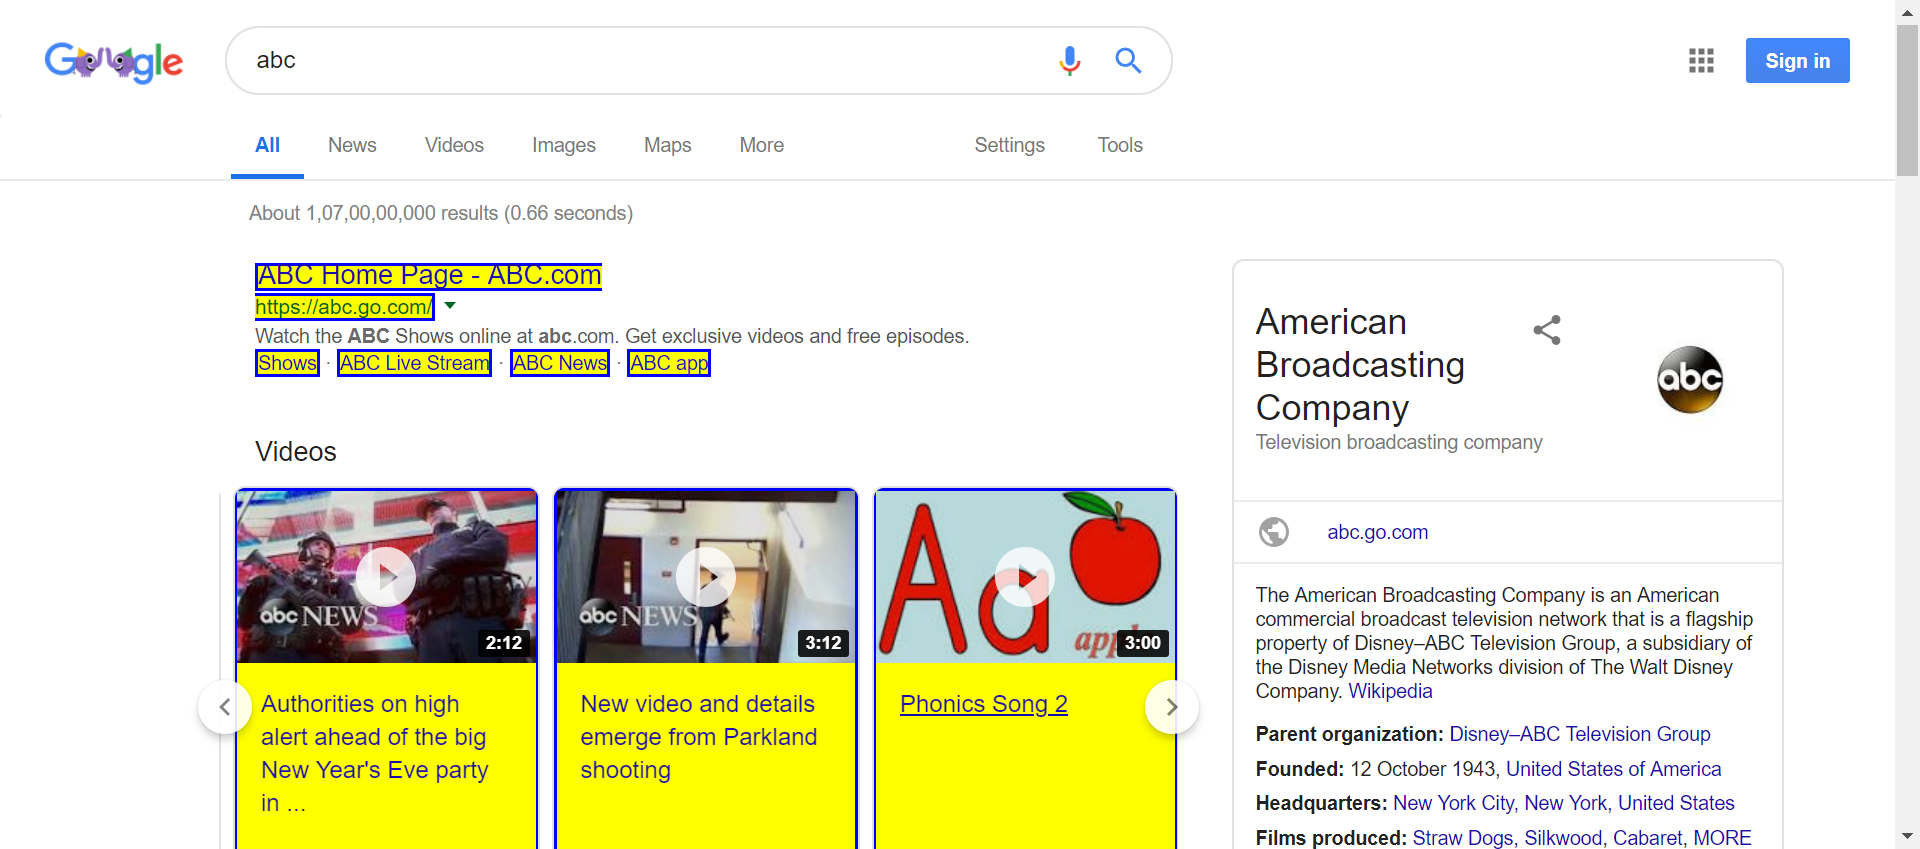 Google
abc
Sign in
All News Videos Images Maps More Settings Tools
About 1,07,00,00,000 results (0.66 seconds)
ABC Home Page - ABC.com
https://abc.go.com/
Watch the ABC Shows online at abc.com. Get exclusive videos and free episodes.
Shows · ABC Live Stream · ABC News · ABC app
Videos
abc NEWS
2:12
Authorities on high
alert ahead of the big
New Year's Eve party
in ...
abc NEWS
3:12
New video and details
emerge from Parkland
shooting
Aa
3:00
Phonics Song 2
American
Broadcasting
Company
Television broadcasting company
abc
abc.go.com
The American Broadcasting Company is an American
commercial broadcast television network that is a flagship
property of Disney–ABC Television Group, a subsidiary of
the Disney Media Networks division of The Walt Disney
Company. Wikipedia
Parent organization: Disney–ABC Television Group
Founded: 12 October 1943, United States of America
Headquarters: New York City, New York, United States
Films produced: Straw Dogs, Silkwood, Cabaret, MORE